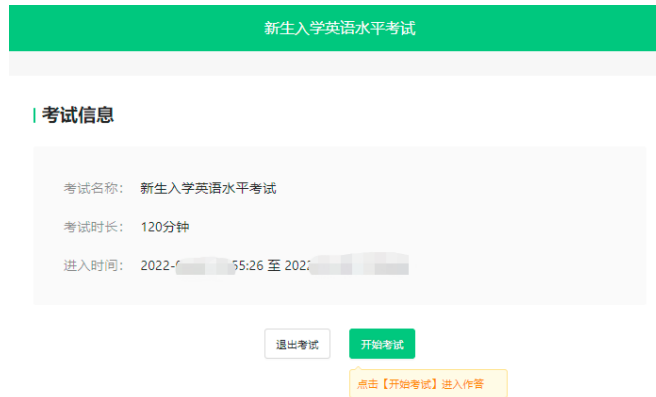 新生入学英语水平考试
考试信息
考试名称: 新生入学英语水平考试
考试时长: 120分钟
进入时间: 2022- 55:26 至 2022
退出考试 开始考试
点击【开始考试】进入作答